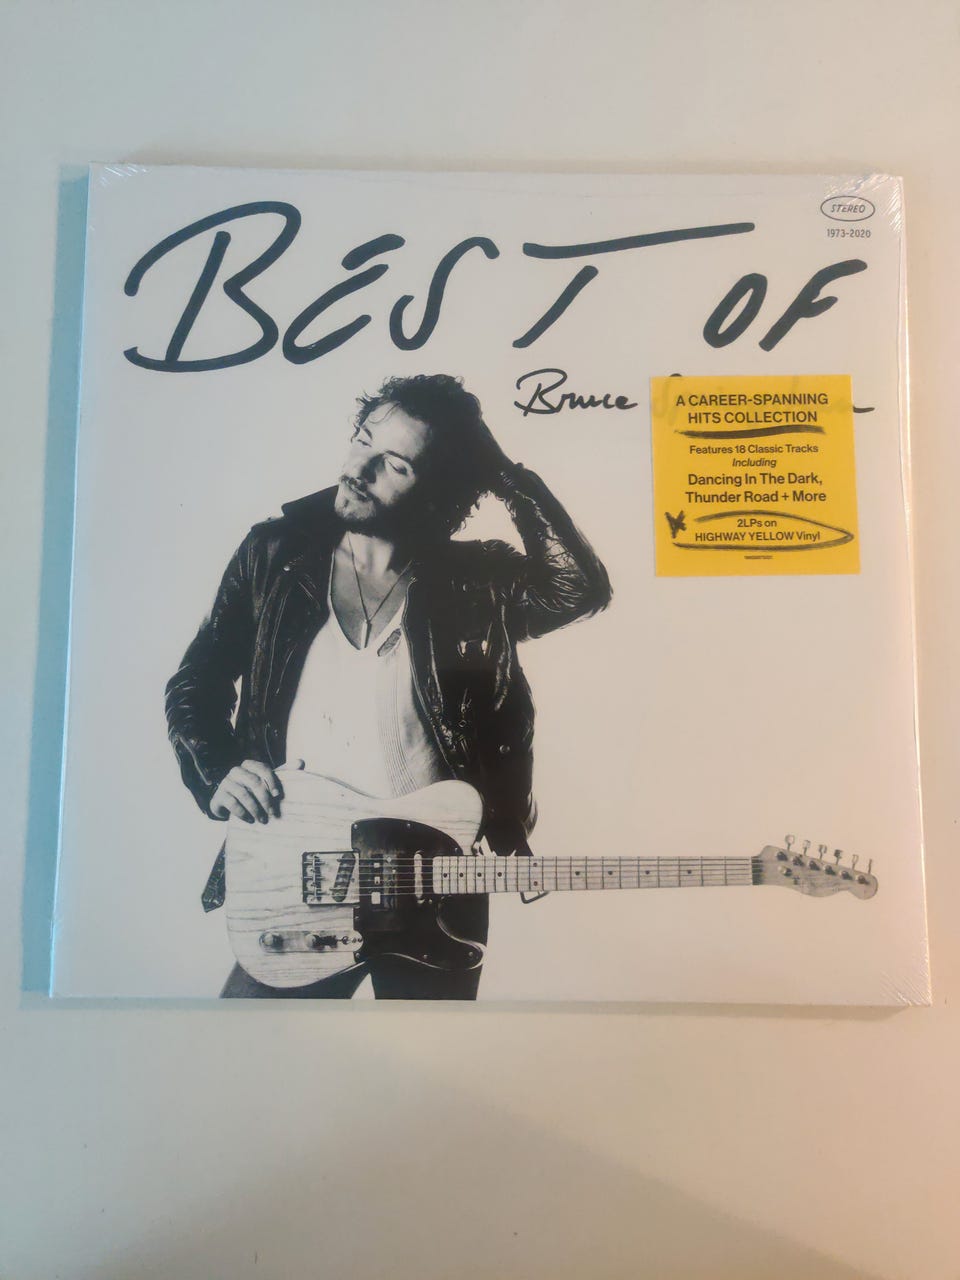 BEST OF
STEREO
1973-2020
Bruce
A CAREER-SPANNING
HITS COLLECTION
Features 18 Classic Tracks
Including
Dancing In The Dark,
Thunder Road + More
2LPs on
HIGHWAY YELLOW Vinyl